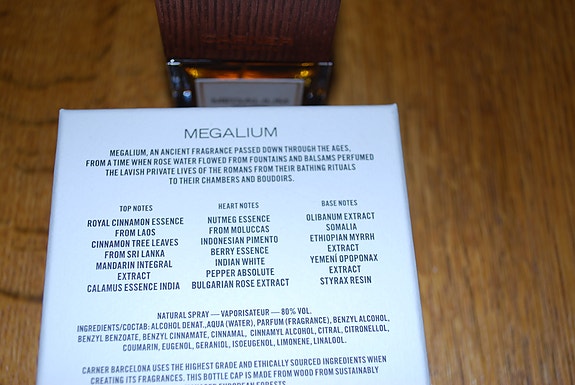 MEGALIUM
MEGALIUM, AN ANCIENT FRAGRANCE PASSED DOWN THROUGH THE AGES,
FROM A TIME WHEN ROSE WATER FLOWED FROM FOUNTAINS AND BALSAMS PERFUMED
THE LAVISH PRIVATE LIVES OF THE ROMANS FROM THEIR BATHING RITUALS
TO THEIR CHAMBERS AND BOUDOIRS.
TOP NOTES
ROYAL CINNAMON ESSENCE
FROM LAOS
CINNAMON TREE LEAVES
FROM SRI LANKA
MANDARIN INTEGRAL
EXTRACT
CALAMUS ESSENCE INDIA
HEART NOTES
NUTMEG ESSENCE
FROM MOLUCCAS
INDONESIAN PIMENTO
BERRY ESSENCE
INDIAN WHITE
PEPPER ABSOLUTE
BULGARIAN ROSE EXTRACT
BASE NOTES
OLIBANUM EXTRACT
SOMALIA
ETHIOPIAN MYRRH
EXTRACT
YEMENÏ OPOPONAX
EXTRACT
STYRAX RESIN
NATURAL SPRAY — VAPORISATEUR — 80% VOL.
INGREDIENTS/COCTAB: ALCOHOL DENAT., AQUA (WATER), PARFUM (FRAGRANCE), BENZYL ALCOHOL,
BENZYL BENZOATE, BENZYL CINNAMATE, CINNAMAL, CINNAMYL ALCOHOL, CITRAL, CITRONELLOL,
COUMARIN, EUGENOL, GERANIOL, ISOEUGENOL, LIMONENE, LINALOOL.
CARNER BARCELONA USES THE HIGHEST GRADE AND ETHICALLY SOURCED INGREDIENTS WHEN
CREATING ITS FRAGRANCES. THIS BOTTLE CAP IS MADE FROM WOOD FROM SUSTAINABLY
EUROPEAN FORESTS
MEGALIUM